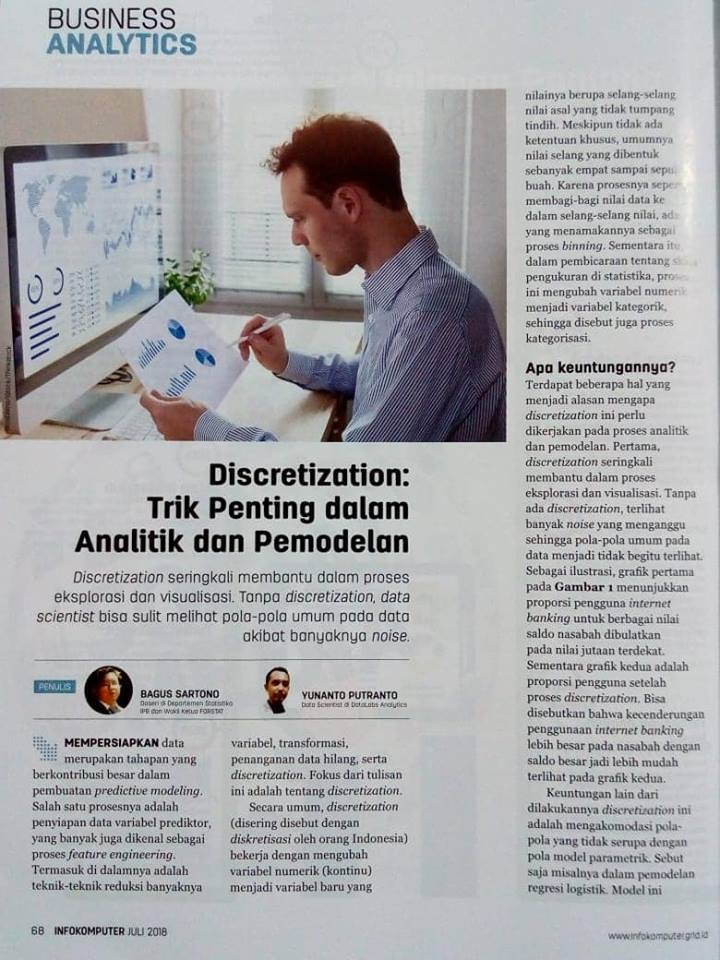 BUSINESS
ANALYTICS
Discretization:
Trik Penting dalam
Analitik dan Pemodelan
Discretization seringkali membantu dalam proses
eksplorasi dan visualisasi. Tanpa discretization, data
scientist bisa sulit melihat pola-pola umum pada data
akibat banyaknya noise.
PENULIS
BAGUS SARTONO
Dosen di Departemen Statistika
IPB dan Wakil Ketua FORSTAT
YUNANTO PUTRANTO
Data Scientist di DataLabs Analytics
MEMPERSIAPKAN data
merupakan tahapan yang
berkontribusi besar dalam
pembuatan predictive modeling.
Salah satu prosesnya adalah
penyiapan data variabel prediktor,
yang banyak juga dikenal sebagai
proses feature engineering.
Termasuk di dalamnya adalah
teknik-teknik reduksi banyaknya
variabel, transformasi,
penanganan data hilang, serta
discretization. Fokus dari tulisan
ini adalah tentang discretization.
Secara umum, discretization
(disering disebut dengan
diskretisasi oleh orang Indonesia)
bekerja dengan mengubah
variabel numerik (kontinu)
menjadi variabel baru yang
nilainya berupa selang-selang
nilai asal yang tidak tumpang
tindih. Meskipun tidak ada
ketentuan khusus, umumnya
nilai selang yang dibentuk
sebanyak empat sampai
buah. Karena prosesnya
membagi-bagi nilai data ke
dalam selang-selang nilai,
yang menamakannya sebagai
proses binning. Sementara itu
dalam pembicaraan tentang
pengukuran di statistika,
ini mengubah variabel numerik
menjadi variabel kategorik,
sehingga disebut juga proses
kategorisasi.
Apa keuntungannya?
Terdapat beberapa hal yang
menjadi alasan mengapa
discretization ini perlu
dikerjakan pada proses analitik
dan pemodelan. Pertama,
discretization seringkali
membantu dalam proses
eksplorasi dan visualisasi. Tanpa
ada discretization, terlihat
banyak noise yang menganggu
sehingga pola-pola umum pada
data menjadi tidak begitu terlihat.
Sebagai ilustrasi, grafik pertama
pada Gambar 1 menunjukkan
proporsi pengguna internet
banking untuk berbagai nilai
saldo nasabah dibulatkan
pada nilai jutaan terdekat.
Sementara grafik kedua adalah
proporsi pengguna setelah
proses discretization. Bisa
disebutkan bahwa kecenderungan
penggunaan internet banking
lebih besar pada nasabah dengan
saldo besar jadi lebih mudah
terlihat pada grafik kedua.
Keuntungan lain dari
dilakukannya discretization ini
adalah mengakomodasi pola-
pola yang tidak serupa dengan
pola model parametrik. Sebut
saja misalnya dalam pemodelan
regresi logistik. Model ini
68 INFOKOMPUTER JULI 2018
www.infokomputer.grid.id